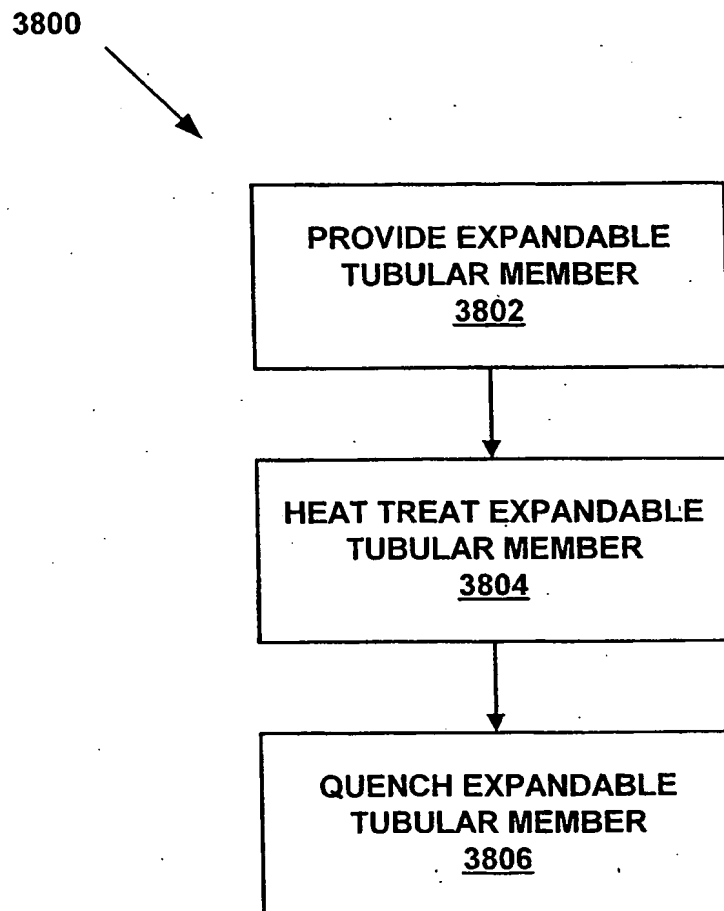 3800
PROVIDE EXPANDABLE
TUBULAR MEMBER
3802
HEAT TREAT EXPANDABLE
TUBULAR MEMBER
3804
QUENCH EXPANDABLE
TUBULAR MEMBER
3806